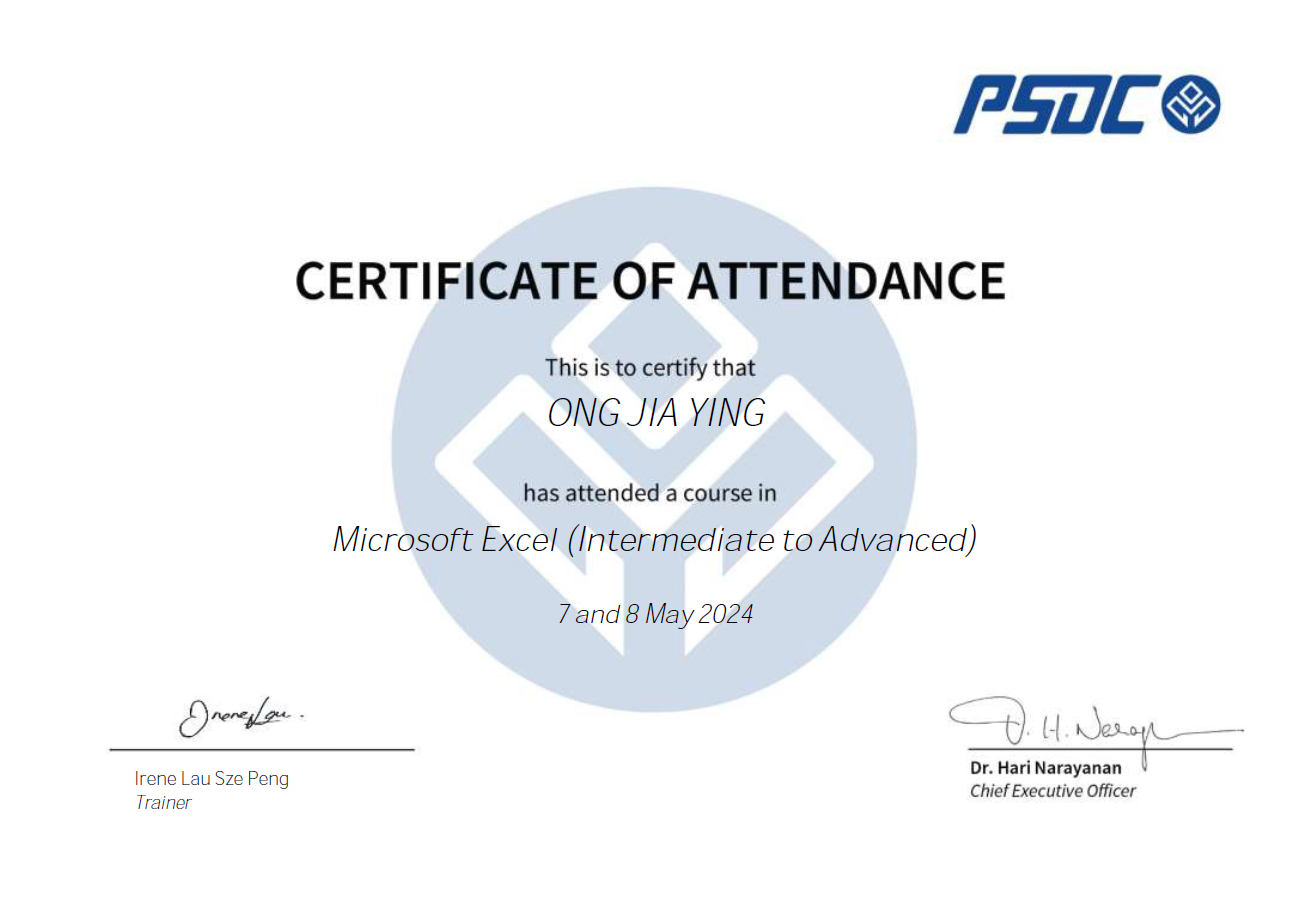 PSDC
CERTIFICATE OF ATTENDANCE
This is to certify that
ONG JIA YING
has attended a course in
Microsoft Excel (Intermediate to Advanced)
7 and 8 May 2024
Irene Lau .
D. H. Naray
Irene Lau Sze Peng
Trainer
Dr. Hari Narayanan
Chief Executive Officer